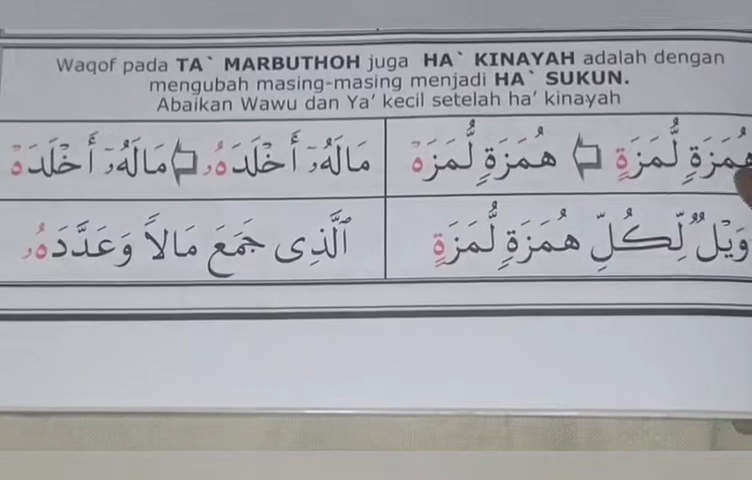 Waqof pada TA` MARBUTHOH juga HA` KINAYAH adalah dengan
mengubah masing-masing menjadi HA` SUKUN.
Abaikan Wawu dan Ya’ kecil setelah ha’ kinayah
هُمَزَةٍ لُّمَزَةٍ ⇦ هُمَزَةٍ لُّمَزَهْ
مَالَهُۥٓ أَخْلَدَهُۥ ⇦ مَالَهُۥٓ أَخْلَدَهْ
وَيْلٌ لِّكُلِّ هُمَزَةٍ لُّمَزَةٍ
ٱلَّذِى جَمَعَ مَالاً وَعَدَّدَهُۥ